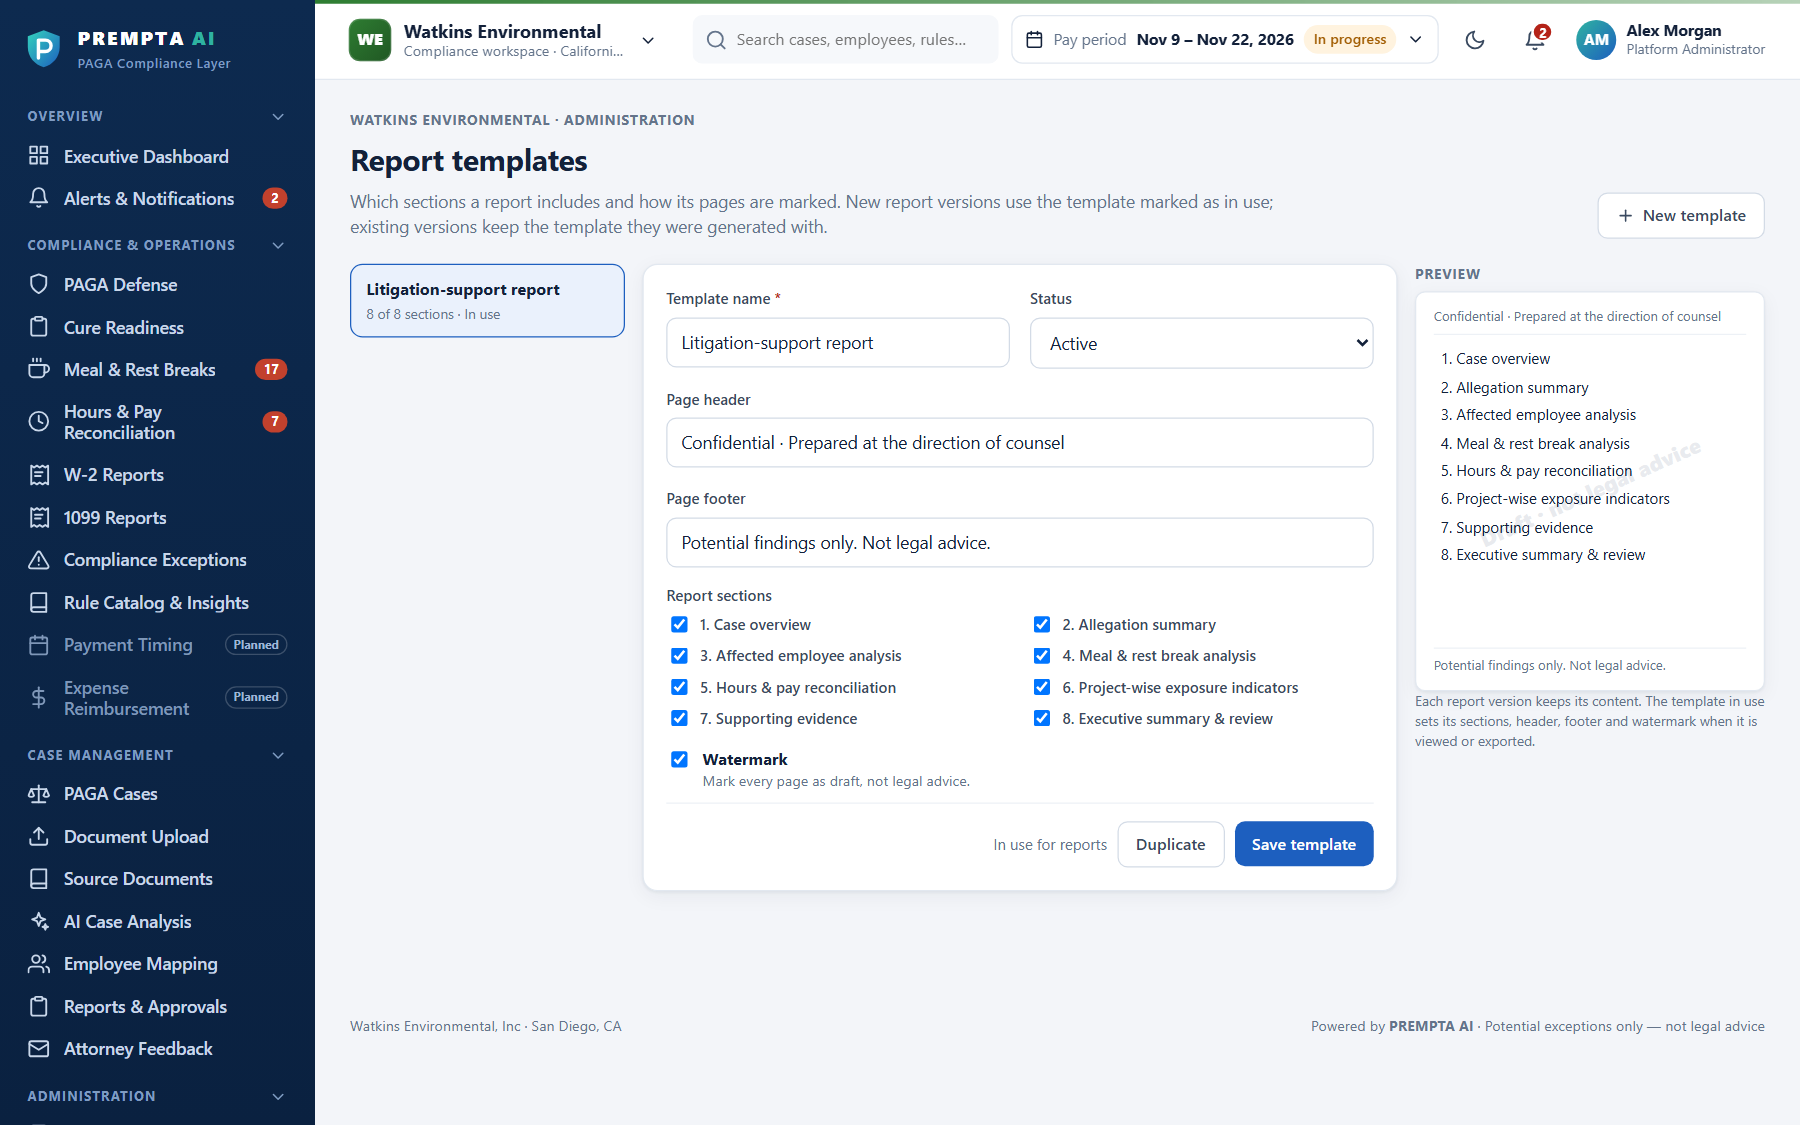 PREMPTA AI
PAGA Compliance Layer
OVERVIEW
Executive Dashboard
Alerts & Notifications 2
COMPLIANCE & OPERATIONS
PAGA Defense
Cure Readiness
Meal & Rest Breaks 17
Hours & Pay
Reconciliation 7
W-2 Reports
1099 Reports
Compliance Exceptions
Rule Catalog & Insights
Payment Timing Planned
Expense
Reimbursement Planned
CASE MANAGEMENT
PAGA Cases
Document Upload
Source Documents
AI Case Analysis
Employee Mapping
Reports & Approvals
Attorney Feedback
ADMINISTRATION
WE
Watkins Environmental
Compliance workspace · Californi...
Search cases, employees, rules...
Pay period Nov 9 – Nov 22, 2026 In progress
2
AM
Alex Morgan
Platform Administrator
WATKINS ENVIRONMENTAL · ADMINISTRATION
Report templates
Which sections a report includes and how its pages are marked. New report versions use the template marked as in use;
existing versions keep the template they were generated with.
New template
Litigation-support report
8 of 8 sections · In use
Template name *
Litigation-support report
Status
Active
Page header
Confidential · Prepared at the direction of counsel
Page footer
Potential findings only. Not legal advice.
Report sections
1. Case overview
2. Allegation summary
3. Affected employee analysis
4. Meal & rest break analysis
5. Hours & pay reconciliation
6. Project-wise exposure indicators
7. Supporting evidence
8. Executive summary & review
Watermark
Mark every page as draft, not legal advice.
In use for reports
Duplicate
Save template
PREVIEW
Confidential · Prepared at the direction of counsel
1. Case overview
2. Allegation summary
3. Affected employee analysis
4. Meal & rest break analysis
5. Hours & pay reconciliation
6. Project-wise exposure indicators
7. Supporting evidence
8. Executive summary & review
Draft · not legal advice
Potential findings only. Not legal advice.
Each report version keeps its content. The template in use
sets its sections, header, footer and watermark when it is
viewed or exported.
Watkins Environmental, Inc · San Diego, CA
Powered by PREMPTA AI · Potential exceptions only — not legal advice